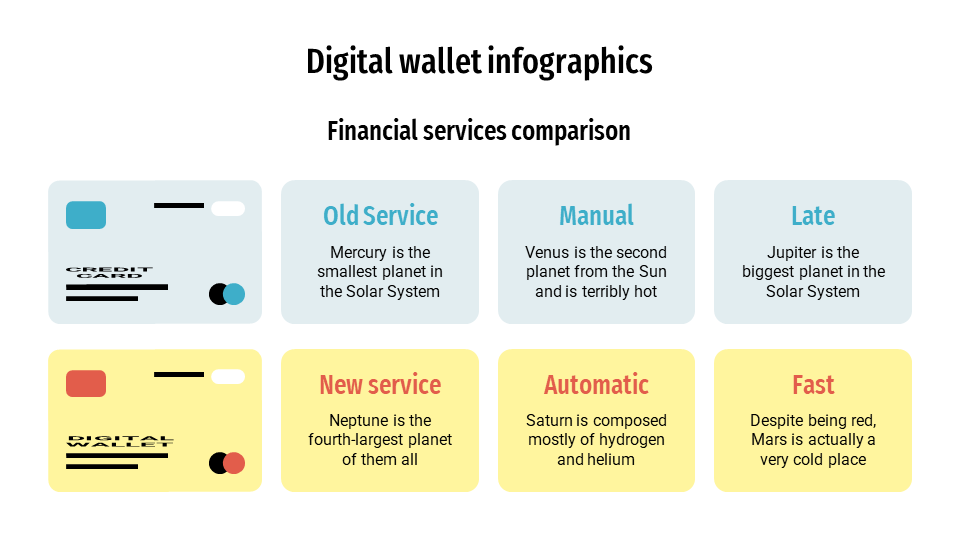 Digital wallet infographics
Financial services comparison
CREDIT
CARD
Old Service
Mercury is the
smallest planet in
the Solar System
Manual
Venus is the second
planet from the Sun
and is terribly hot
Late
Jupiter is the
biggest planet in the
Solar System
DIGITAL
WALLET
New service
Neptune is the
fourth-largest planet
of them all
Automatic
Saturn is composed
mostly of hydrogen
and helium
Fast
Despite being red,
Mars is actually a
very cold place